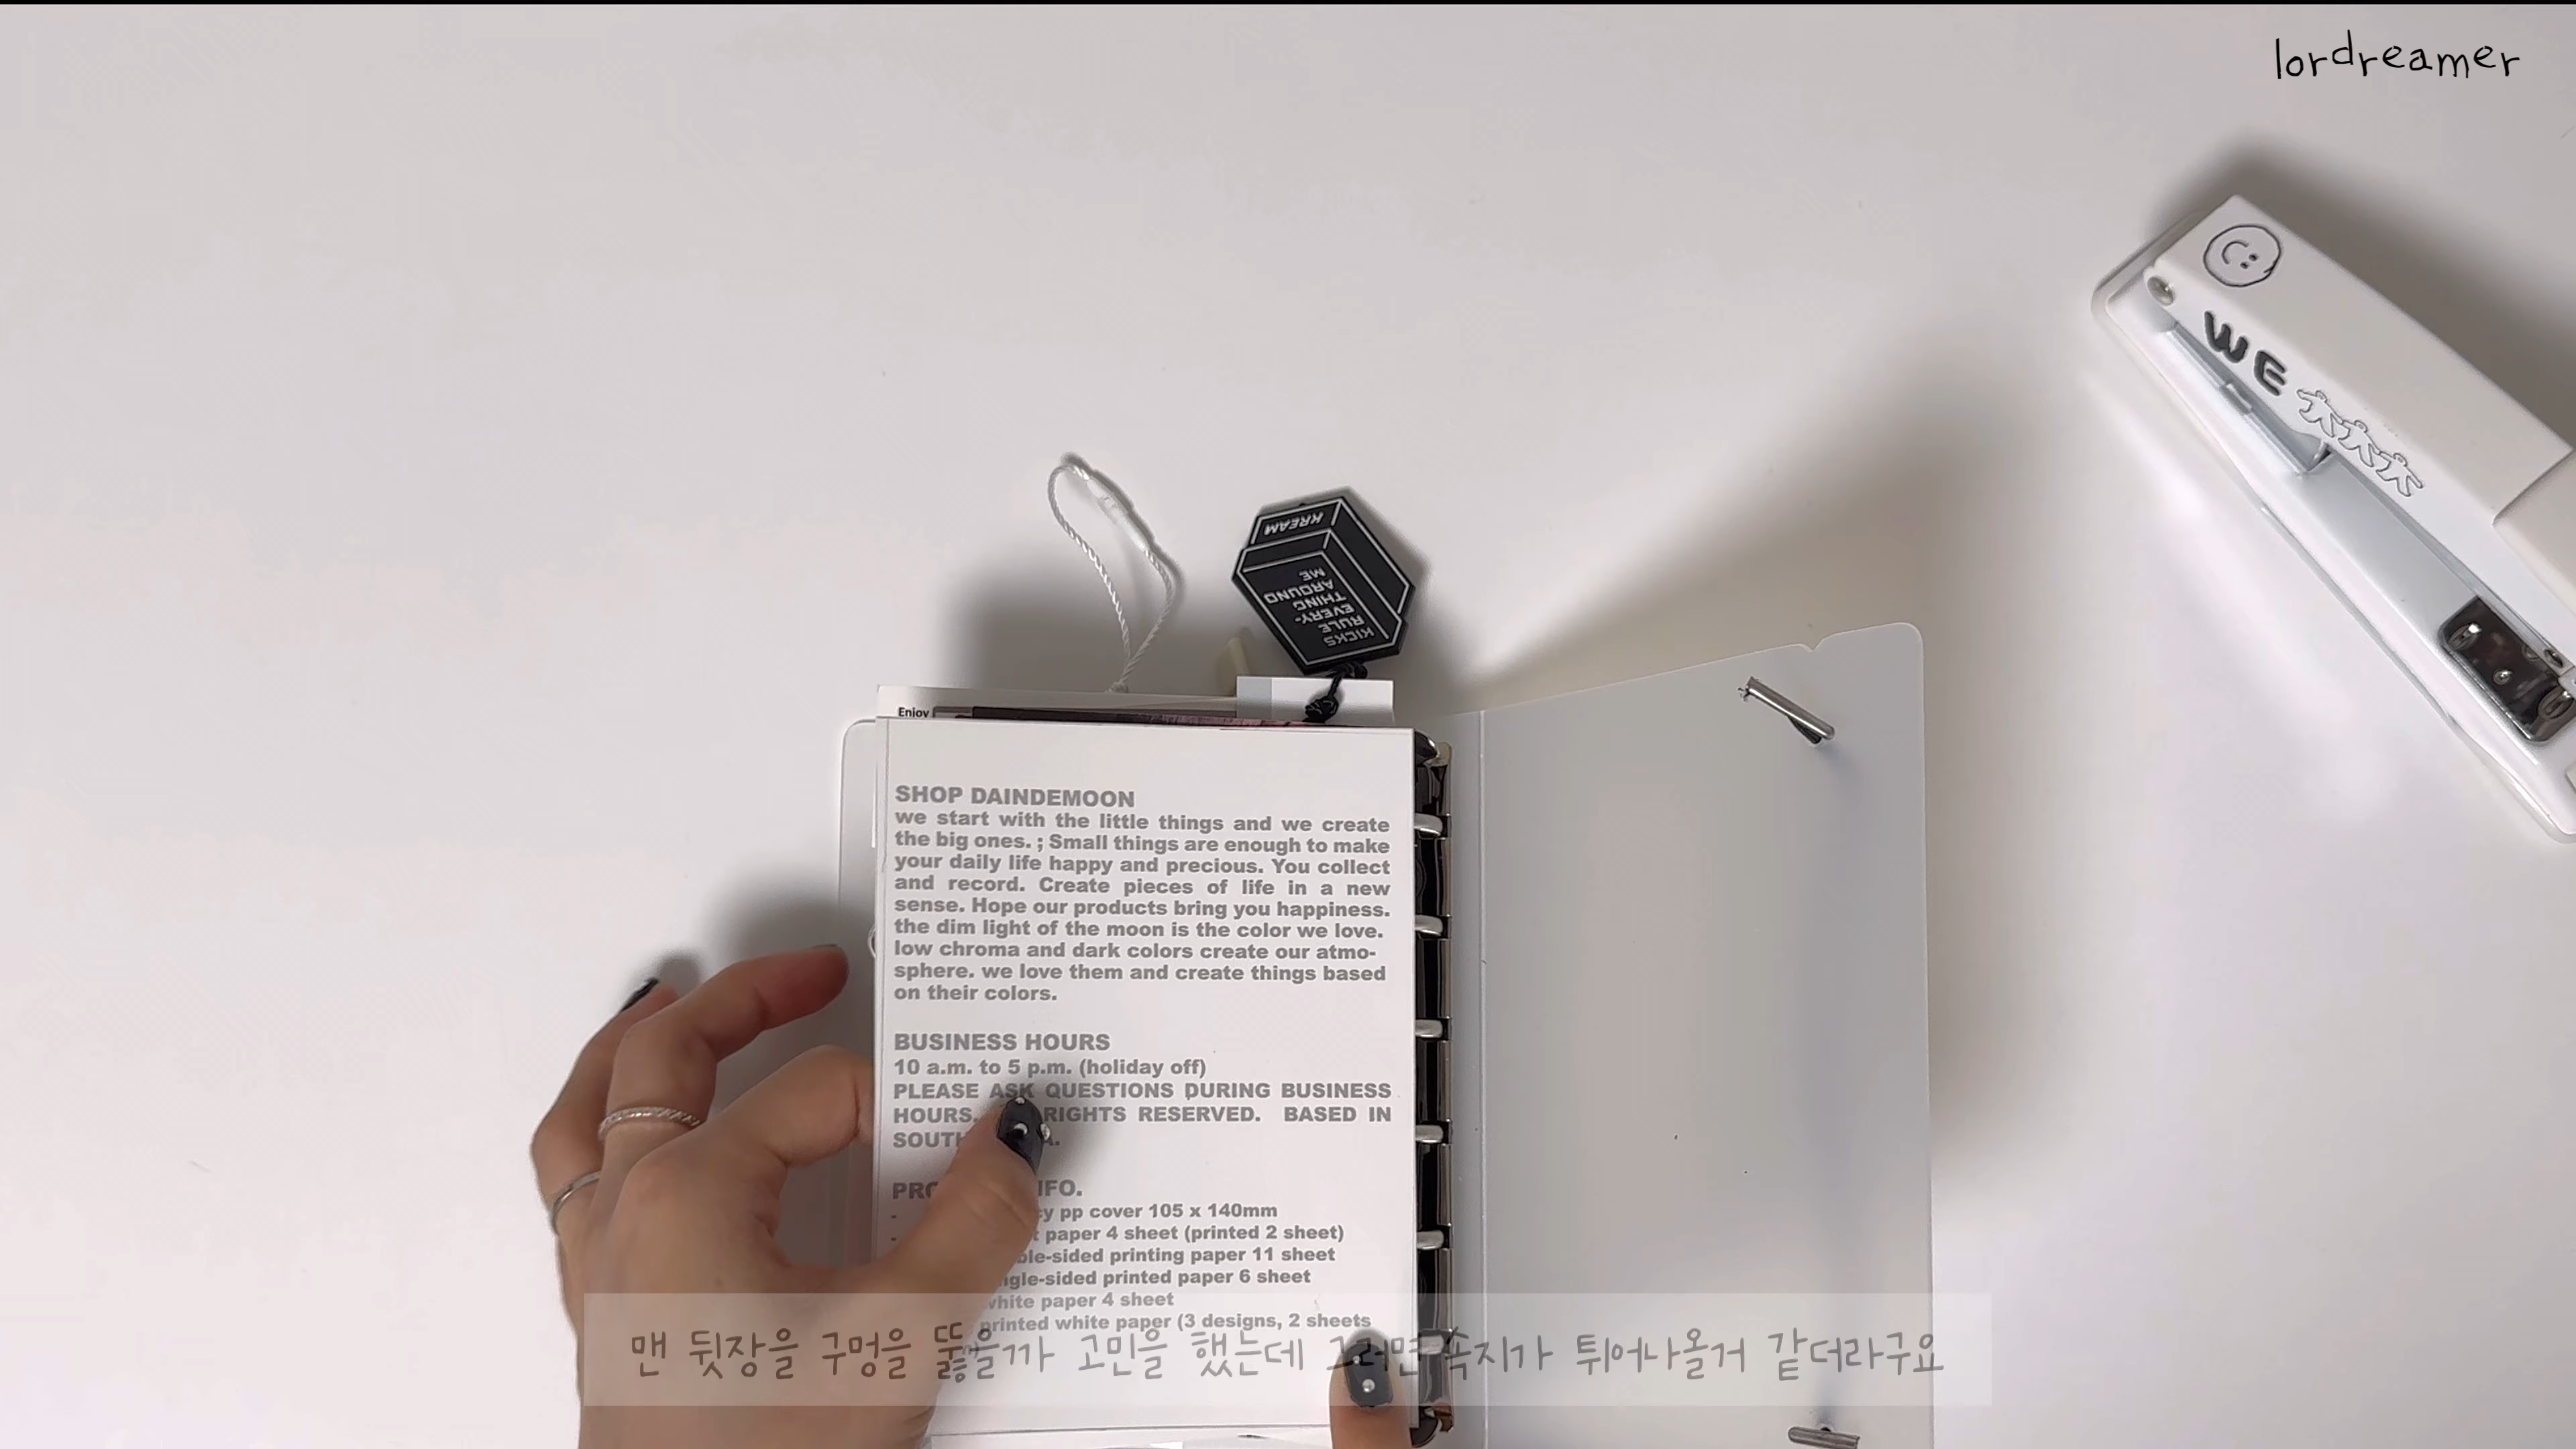 lordreamer
WE
KREAM
KICKS
RULE
EVERY-
THING
AROUND
ME
Enjoy
SHOP DAINDEMOON
we start with the little things and we create
the big ones. ; Small things are enough to make
your daily life happy and precious. You collect
and record. Create pieces of life in a new
sense. Hope our products bring you happiness.
the dim light of the moon is the color we love.
low chroma and dark colors create our atmo-
sphere. we love them and create things based
on their colors.
BUSINESS HOURS
10 a.m. to 5 p.m. (holiday off)
PLEASE ASK QUESTIONS DURING BUSINESS
HOURS. RIGHTS RESERVED. BASED IN
SOUTH
pp cover 105 x 140mm
paper 4 sheet (printed 2 sheet)
printing paper 11 sheet
printed paper 6 sheet
white paper 4 sheet
printed white paper (3 designs, 2 sheets
맨 뒷장을 구멍을 뚫을까 고민을 했는데 그러면 속지가 튀어나올거 같더라구요